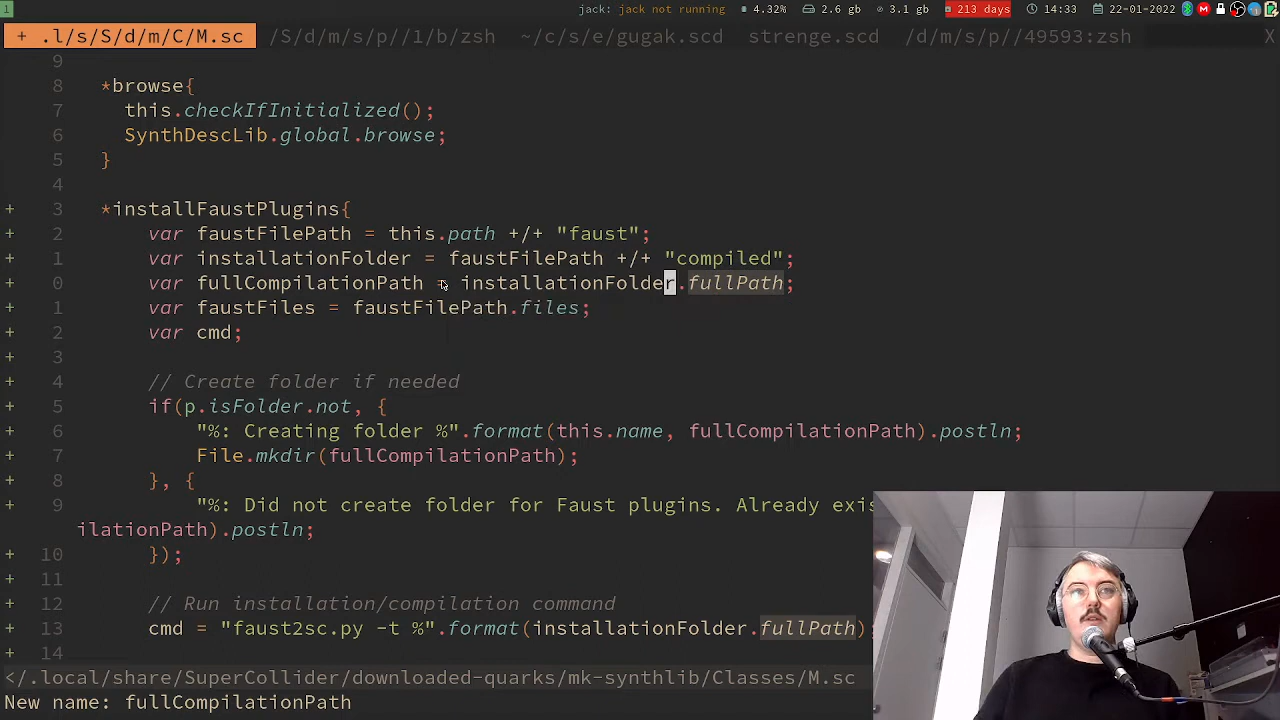 1 jack: jack not running 4.32% 2.6 gb 3.1 gb 213 days 14:33 22-01-2022
+ .l/s/S/d/m/C/M.sc /S/d/m/s/p//1/b/zsh ~/c/s/e/gugak.scd strenge.scd /d/m/s/p//49593:zsh X
9
8 *browse{
7 this.checkIfInitialized();
6 SynthDescLib.global.browse;
5 }
4
+ 3 *installFaustPlugins{
+ 2 var faustFilePath = this.path +/+ "faust";
+ 1 var installationFolder = faustFilePath +/+ "compiled";
+ 0 var fullCompilationPath = installationFolder.fullPath;
+ 1 var faustFiles = faustFilePath.files;
+ 2 var cmd;
+ 3
+ 4 // Create folder if needed
+ 5 if(p.isFolder.not, {
+ 6 "%: Creating folder %".format(this.name, fullCompilationPath).postln;
+ 7 File.mkdir(fullCompilationPath);
+ 8 }, {
+ 9 "%: Did not create folder for Faust plugins. Already exis
ilationPath).postln;
+ 10 });
+ 11
+ 12 // Run installation/compilation command
+ 13 cmd = "faust2sc.py -t %".format(installationFolder.fullPath);
+ 14
</.local/share/SuperCollider/downloaded-quarks/mk-synthlib/Classes/M.sc
New name: fullCompilationPath